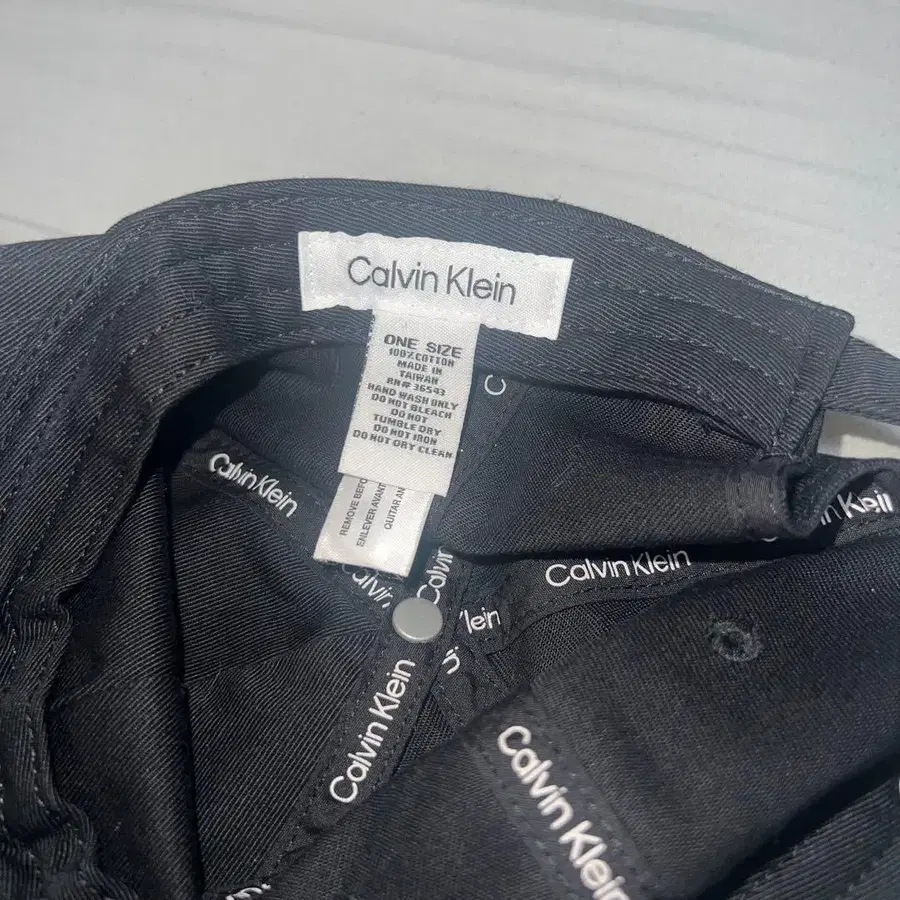 Calvin Klein
ONE SIZE
100%COTTON
MADE IN
TAIWAN
RN# 36543
HAND WASH ONLY
DO NOT BLEACH
DO NOT
TUMBLE DRY
DO NOT IRON
DO NOT DRY CLEAN
REMOVE BEFO
ENLEVER AVANT
QUITAR AN
C
Calvin Klein
Calvin Klein
alvin
Calvin
Klein
Calvin Klein
Calvin Klein
Calvin Klein